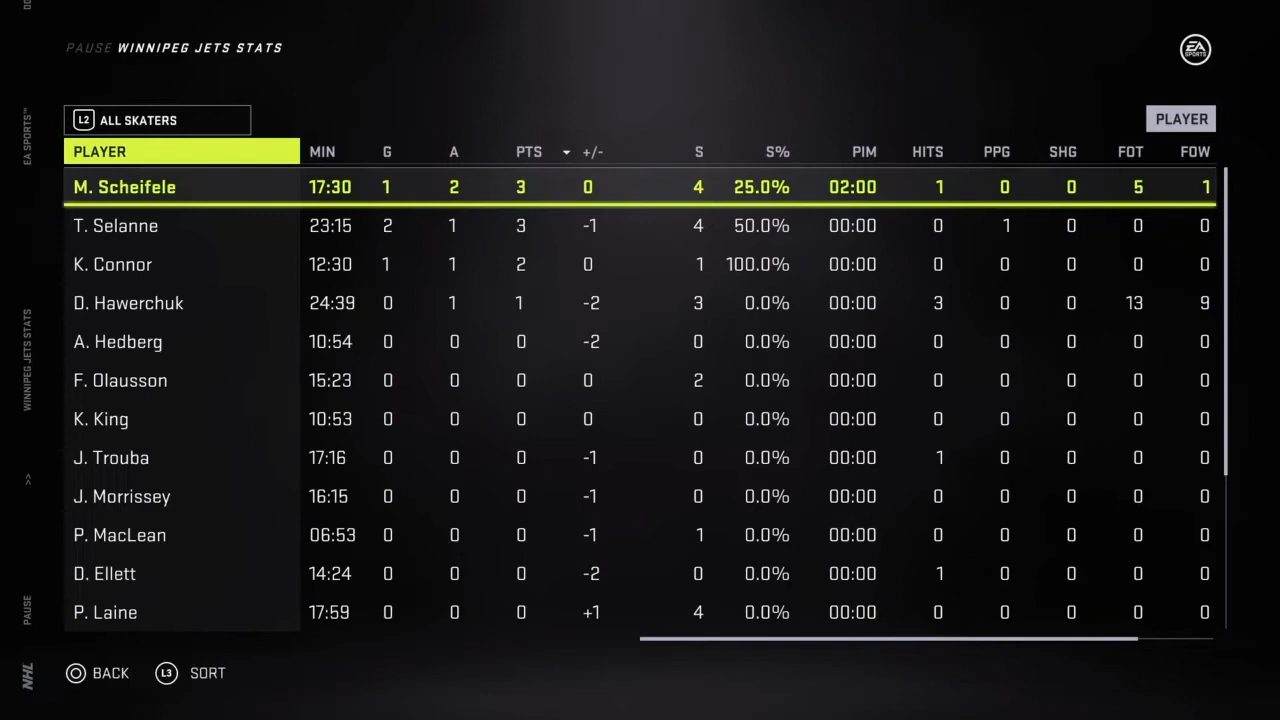 PAUSE WINNIPEG JETS STATS
EA SPORTS
L2 ALL SKATERS
PLAYER
PLAYER MIN G A PTS +/- S S% PIM HITS PPG SHG FOT FOW
M. Scheifele 17:30 1 2 3 0 4 25.0% 02:00 1 0 0 5 1
T. Selanne 23:15 2 1 3 -1 4 50.0% 00:00 0 1 0 0 0
K. Connor 12:30 1 1 2 0 1 100.0% 00:00 0 0 0 0 0
D. Hawerchuk 24:39 0 1 1 -2 3 0.0% 00:00 3 0 0 13 9
A. Hedberg 10:54 0 0 0 -2 0 0.0% 00:00 0 0 0 0 0
F. Olausson 15:23 0 0 0 0 2 0.0% 00:00 0 0 0 0 0
K. King 10:53 0 0 0 0 0 0.0% 00:00 0 0 0 0 0
J. Trouba 17:16 0 0 0 -1 0 0.0% 00:00 1 0 0 0 0
J. Morrissey 16:15 0 0 0 -1 0 0.0% 00:00 0 0 0 0 0
P. MacLean 06:53 0 0 0 -1 1 0.0% 00:00 0 0 0 0 0
D. Ellett 14:24 0 0 0 -2 0 0.0% 00:00 1 0 0 0 0
P. Laine 17:59 0 0 0 +1 4 0.0% 00:00 0 0 0 0 0
BACK L3 SORT
NHL PAUSE >> WINNIPEG JETS STATS EA SPORTS™